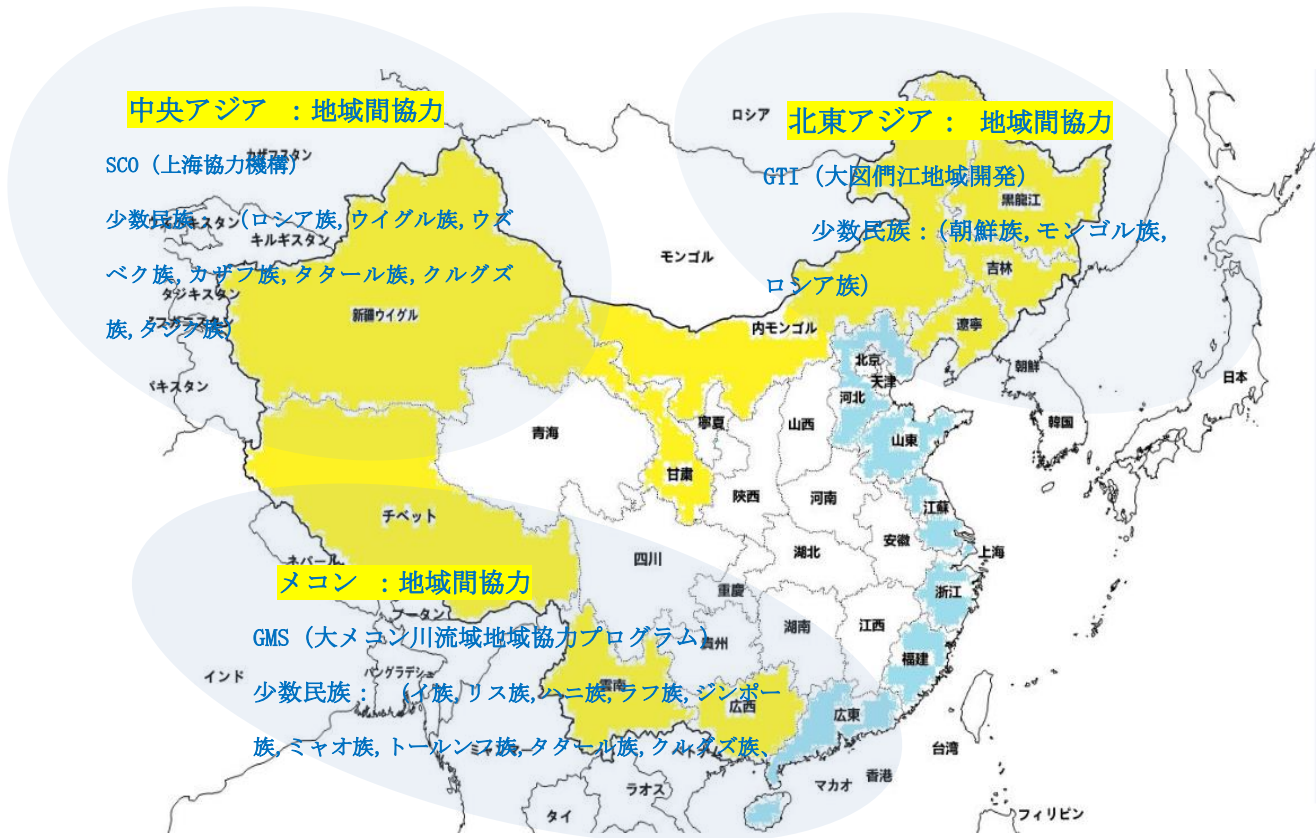 中央アジア ：地域間協力
SCO (上海協力機構)
少数民族： (ロシア族,ウイグル族,ウズ
ベク族,カザフ族,タタール族,クルグズ
族,タジク族)
北東アジア： 地域間協力
GTI (大図們江地域開発)
少数民族：(朝鮮族,モンゴル族,
ロシア族)
メコン ：地域間協力
GMS (大メコン川流域地域協力プログラム)
少数民族： (イ族,リス族,ハニ族,ラフ族,ジンポー
族,ミャオ族,トールンフ族,タタール族,クルグズ族、
ロシア
カザフスタン
キルギスタン
タジキスタン
パキスタン
モンゴル
新疆ウイグル
内モンゴル
黒龍江
吉林
遼寧
北京
天津
河北
朝鮮
韓国
日本
山西
山東
寧夏
青海
甘粛
陝西
河南
江蘇
安徽
上海
湖北
チベット
四川
重慶
浙江
湖南
江西
福建
貴州
雲南
広西
広東
ネパール
ブータン
インド
バングラデシュ
ミャンマー
ベトナム
ラオス
タイ
マカオ
香港
台湾
フィリピン